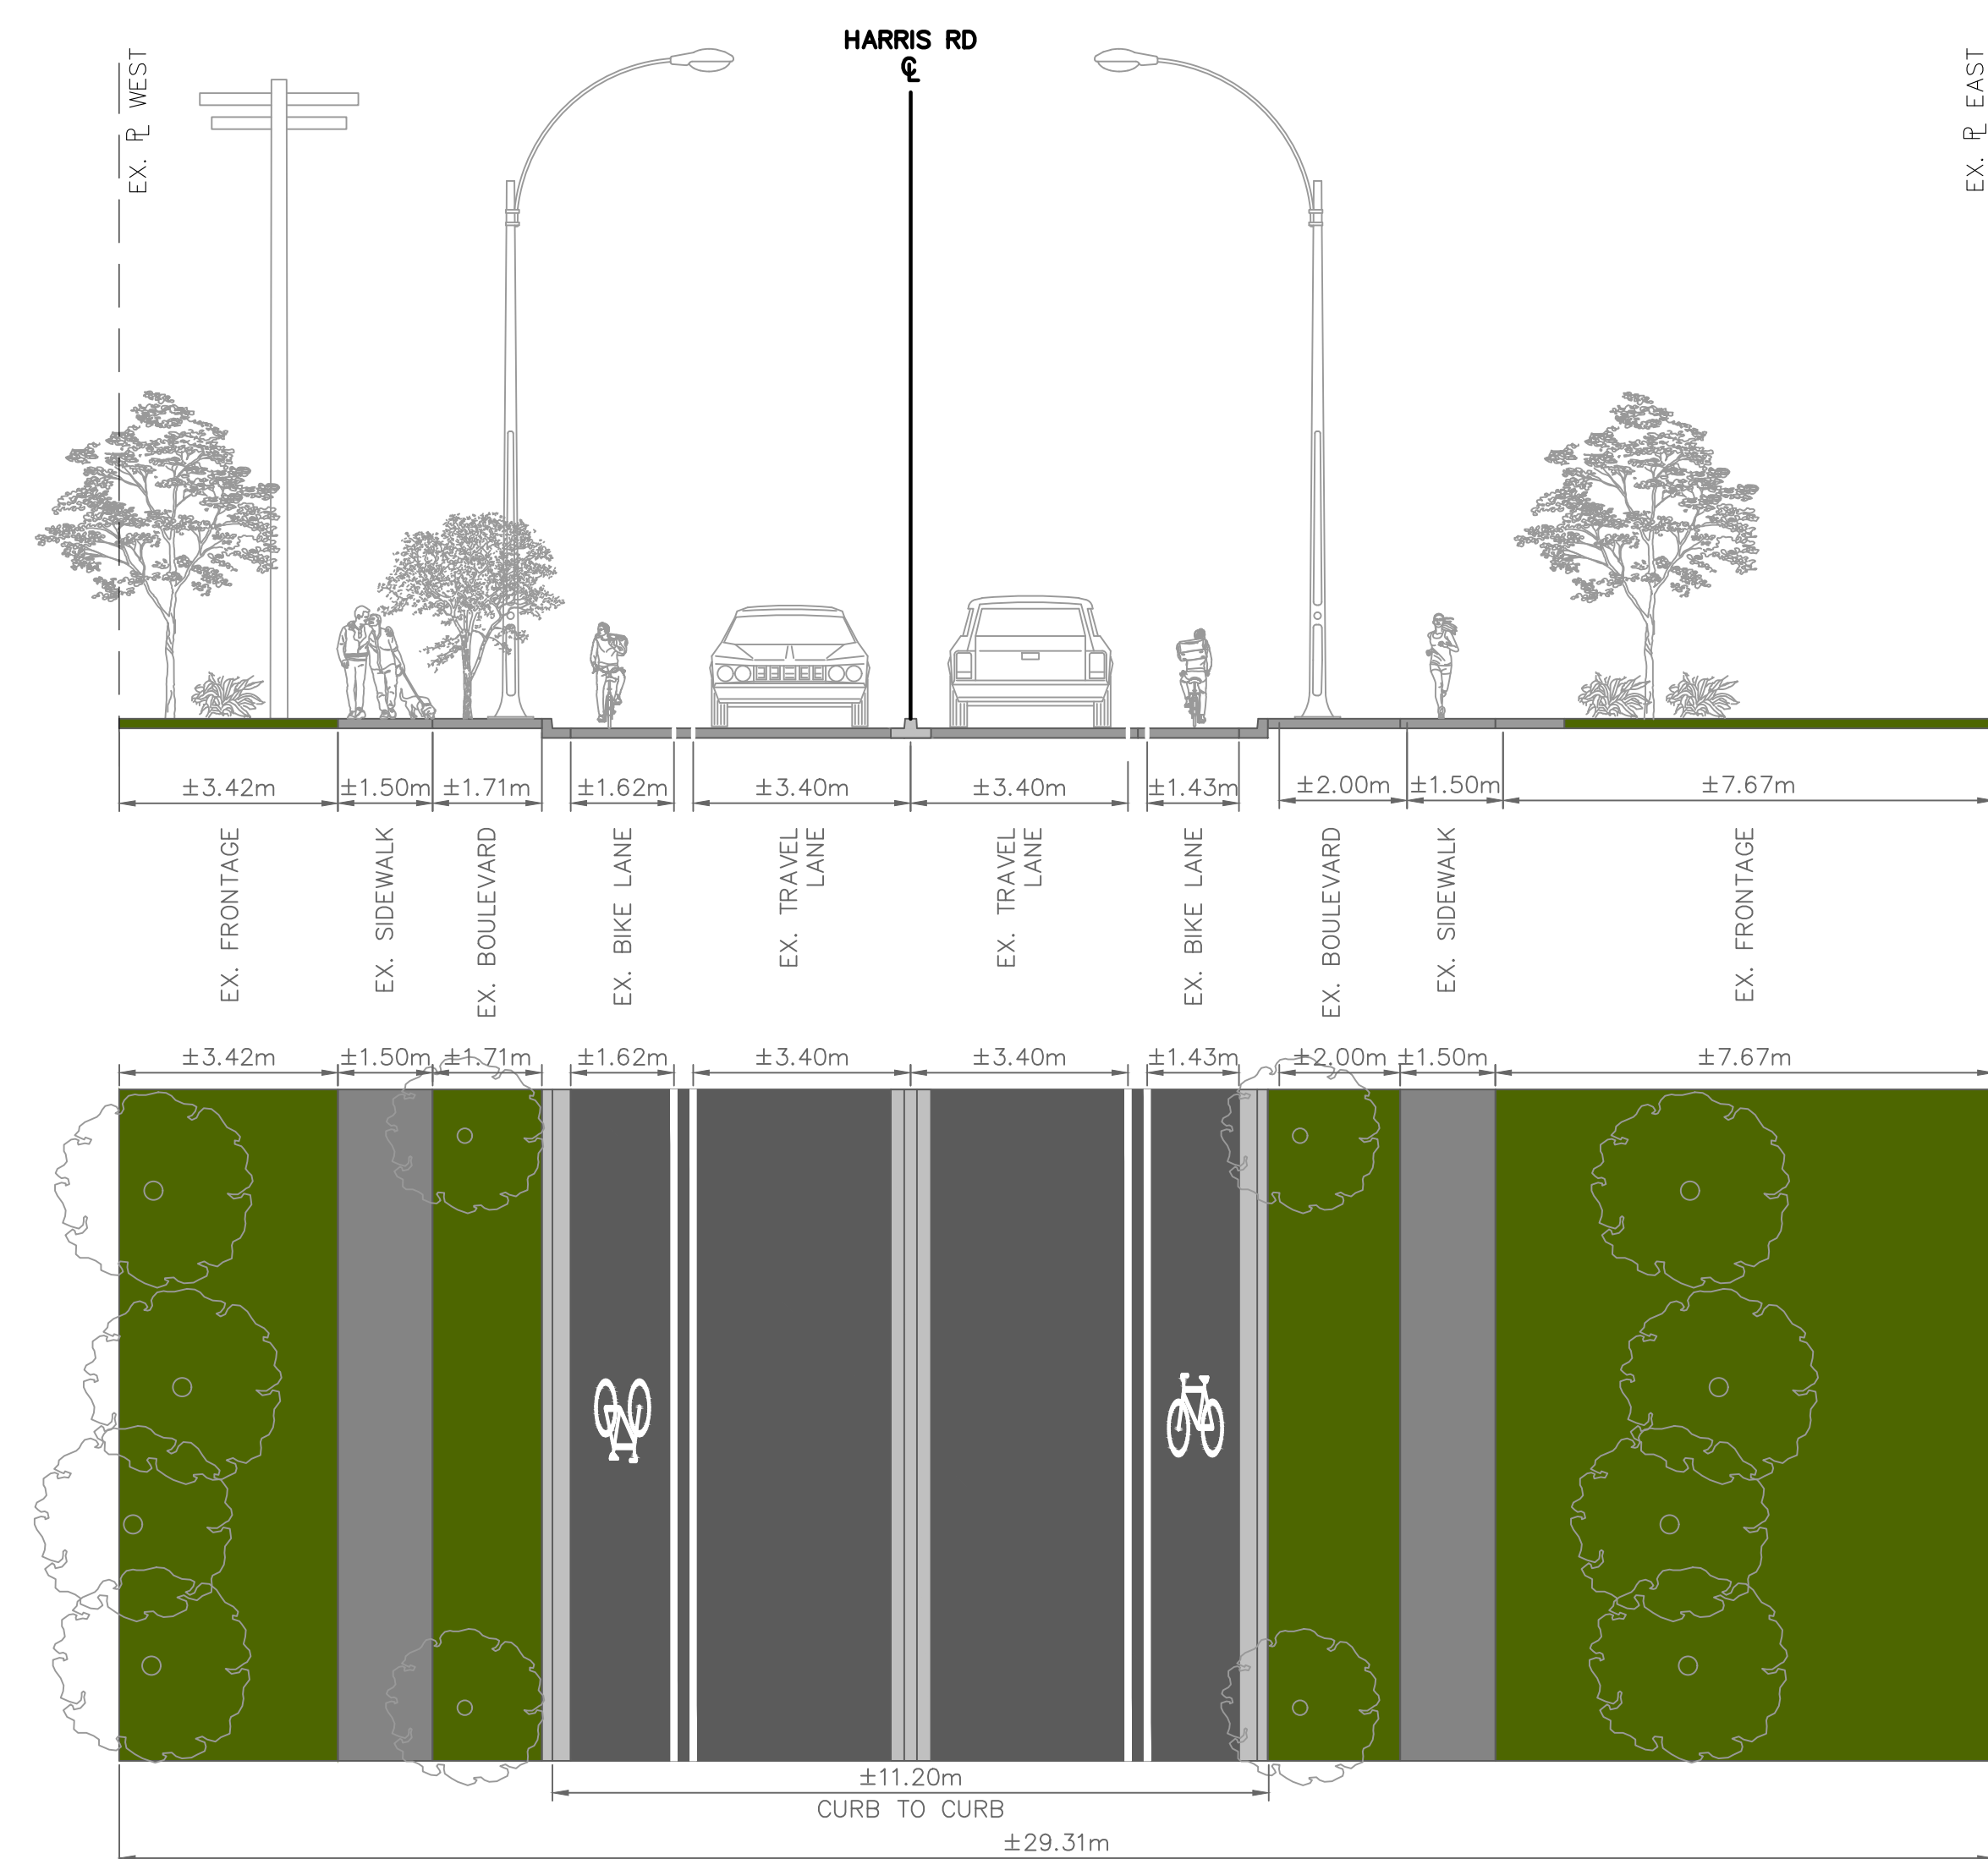 HARRIS RD
℄
EX. ⅊ WEST
EX. ⅊ EAST
±3.42m
±1.50m
±1.71m
±1.62m
±3.40m
±3.40m
±1.43m
±2.00m
±1.50m
±7.67m
EX. FRONTAGE
EX. SIDEWALK
EX. BOULEVARD
EX. BIKE LANE
EX. TRAVEL
LANE
EX. TRAVEL
LANE
EX. BIKE LANE
EX. BOULEVARD
EX. SIDEWALK
EX. FRONTAGE
±3.42m
±1.50m
±1.71m
±1.62m
±3.40m
±3.40m
±1.43m
±2.00m
±1.50m
±7.67m
±11.20m
CURB TO CURB
±29.31m